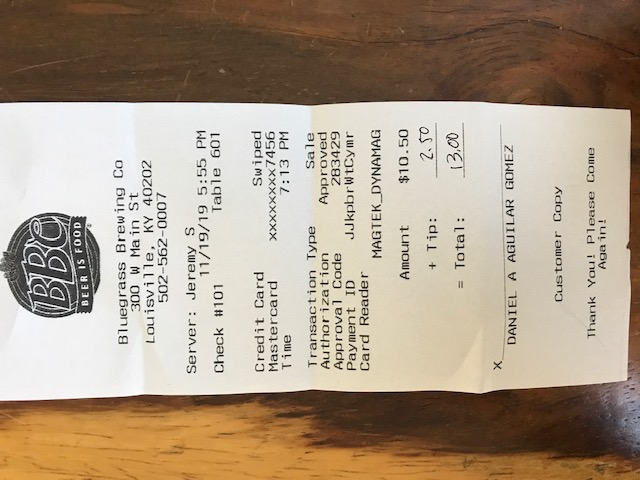 BBC
BEER IS FOOD
Bluegrass Brewing Co
300 W Main St
Louisville, KY 40202
502-562-0007
Server: Jeremy S
11/19/19 5:55 PM
Check #101 Table 601
Credit Card Swiped
Mastercard xxxxxxxx7456
Time 7:13 PM
Transaction Type Sale
Authorization Approved
Approval Code 283429
Payment ID JJkpbrWtCymr
Card Reader
MAGTEK_DYNAMAG
Amount $10.50
+ Tip: 2.50
= Total: 13.00
X
DANIEL A AGUILAR GOMEZ
Customer Copy
Thank You! Please Come
Again!